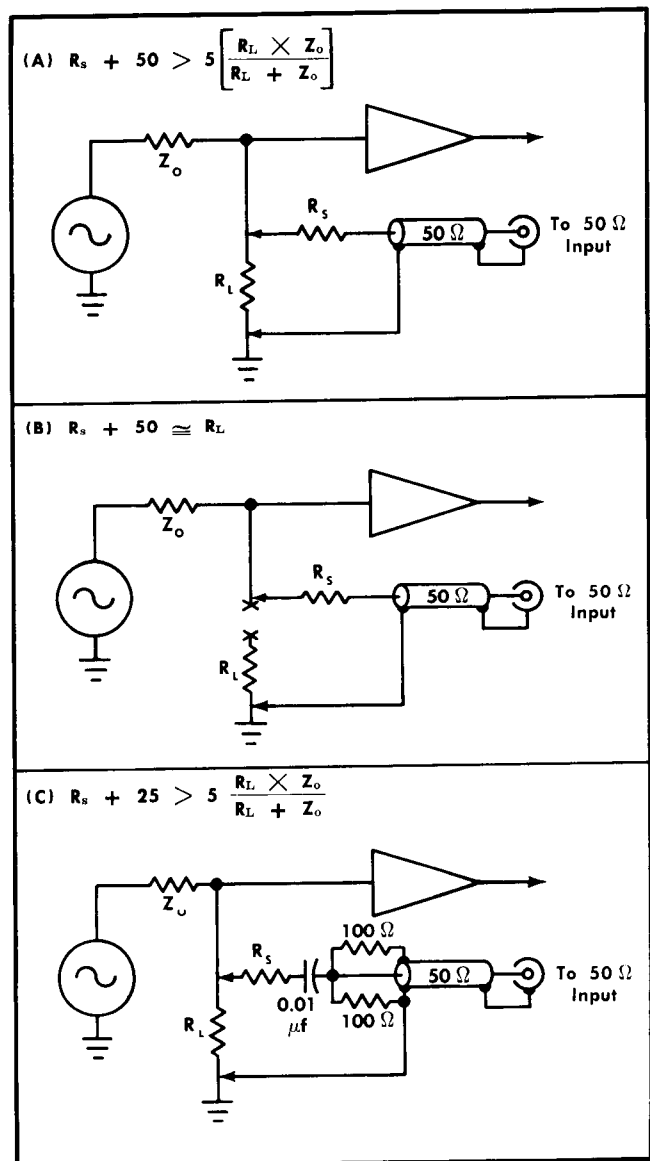 (A) Rs + 50 > 5 [RL × Zo / RL + Zo]
Zo
Rs
50 Ω
To 50 Ω
Input
RL
(B) Rs + 50 ≅ RL
Zo
Rs
50 Ω
To 50 Ω
Input
RL
(C) Rs + 25 > 5 RL × Zo / RL + Zo
Zo
100 Ω
Rs
50 Ω
To 50 Ω
Input
0.01
μf
100 Ω
RL